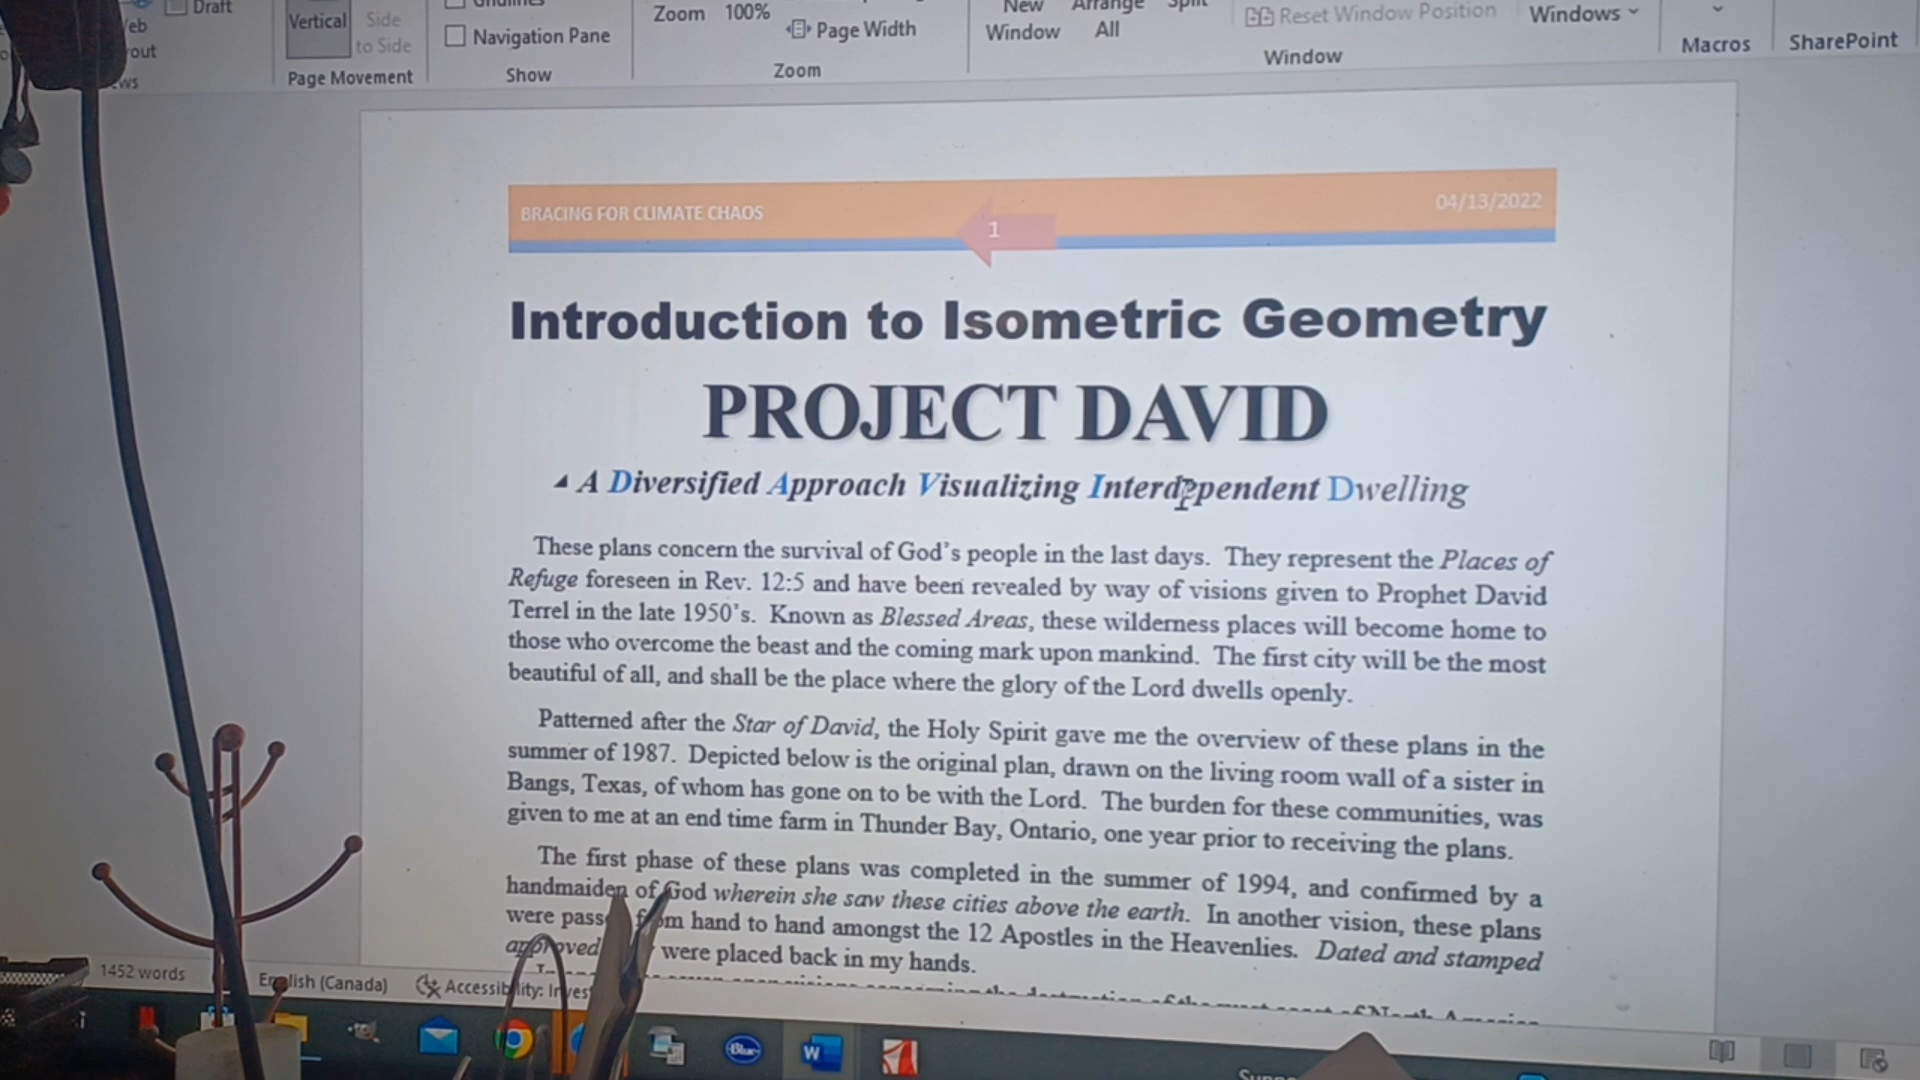 Draft
Gridlines
New
Arrange
Split
Vertical
Side
to Side
Navigation Pane
Zoom
100%
Page Width
Window
All
Reset Window Position
Windows
Macros
SharePoint
Page Movement
Show
Zoom
Window
BRACING FOR CLIMATE CHAOS
04/13/2022
1
Introduction to Isometric Geometry
PROJECT DAVID
A Diversified Approach Visualizing Interdependent Dwelling
These plans concern the survival of God's people in the last days. They represent the Places of
Refuge foreseen in Rev. 12:5 and have been revealed by way of visions given to Prophet David
Terrel in the late 1950's. Known as Blessed Areas, these wilderness places will become home to
those who overcome the beast and the coming mark upon mankind. The first city will be the most
beautiful of all, and shall be the place where the glory of the Lord dwells openly.
Patterned after the Star of David, the Holy Spirit gave me the overview of these plans in the
summer of 1987. Depicted below is the original plan, drawn on the living room wall of a sister in
Bangs, Texas, of whom has gone on to be with the Lord. The burden for these communities, was
given to me at an end time farm in Thunder Bay, Ontario, one year prior to receiving the plans.
The first phase of these plans was completed in the summer of 1994, and confirmed by a
handmaiden of God wherein she saw these cities above the earth. In another vision, these plans
were passed from hand to hand amongst the 12 Apostles in the Heavenlies. Dated and stamped
approved were placed back in my hands.
1452 words
English (Canada)
Accessibility: Inves
Blue
W